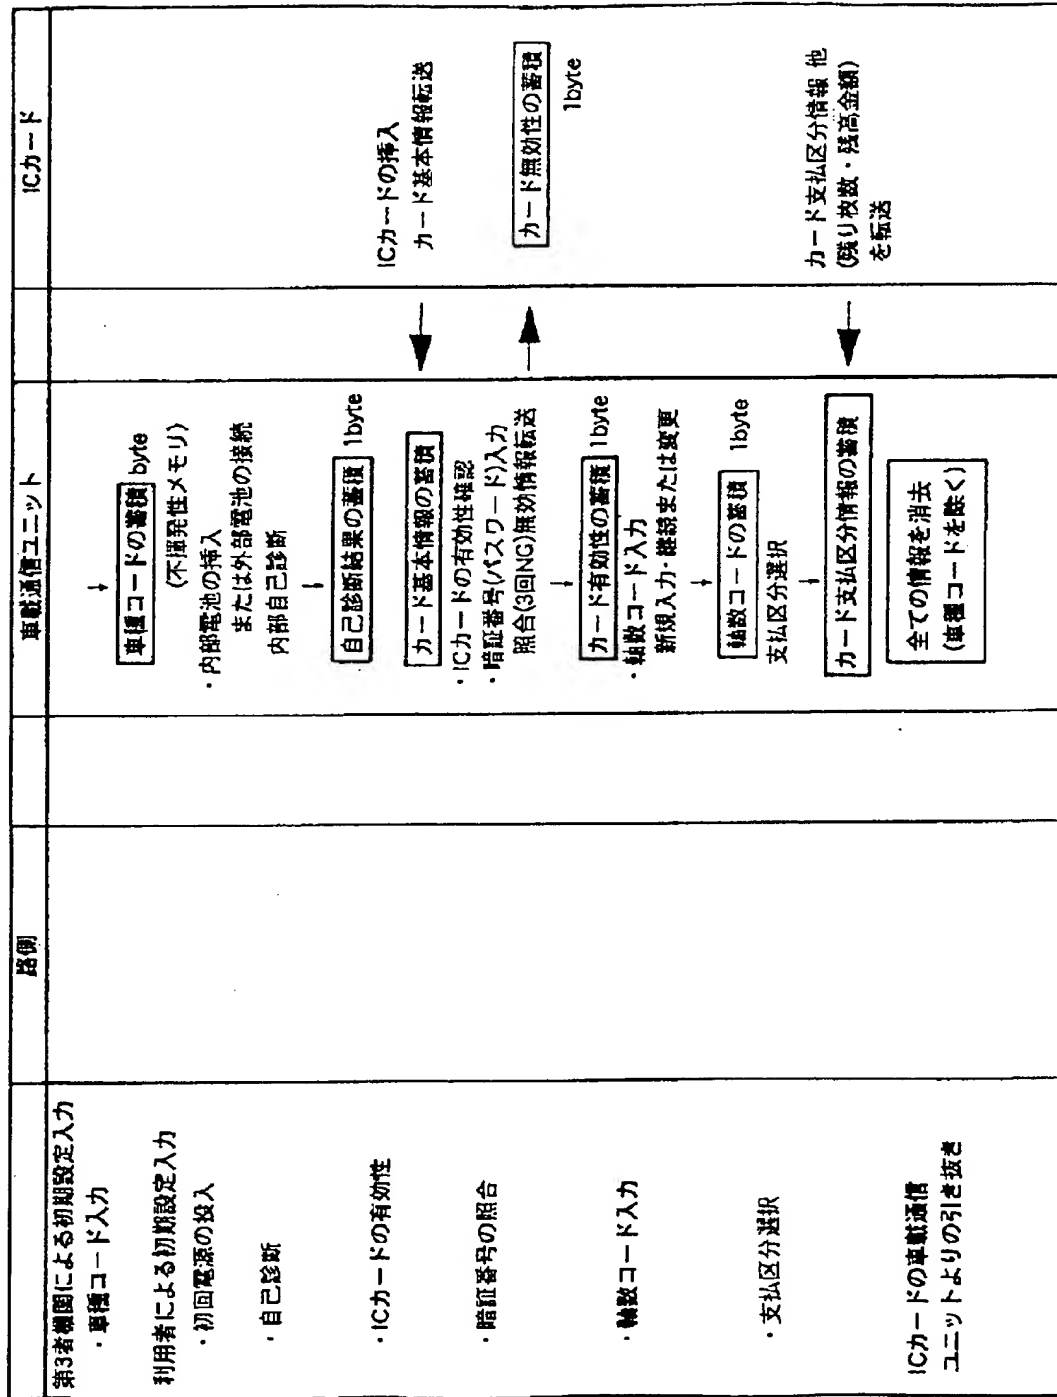 路側
車載通信ユニット
ICカード
第3者機関による初期設定入力
・車種コード入力
利用者による初期設定入力
・初回電源の投入
・自己診断
・ICカードの有効性
・暗証番号の照合
・軸数コード入力
・支払区分選択
ICカードの車載通信
ユニットよりの引き抜き
↓
車種コードの蓄積 byte
(不揮発性メモリ)
・内部電池の挿入
または外部電池の接続
内部自己診断
↓
自己診断結果の蓄積 1byte
カード基本情報の蓄積
・ICカードの有効性確認
・暗証番号(パスワード)入力
照合(3回NG)無効情報転送
↓
カード有効性の蓄積 1byte
・軸数コード入力
新規入力・継続または変更
↓
軸数コードの蓄積 1byte
支払区分選択
↓
カード支払区分情報の蓄積
全ての情報を消去
(車種コードを除く)
ICカードの挿入
カード基本情報転送
カード無効性の蓄積
1byte
カード支払区分情報 他
(残り枚数・残高金額)
を転送